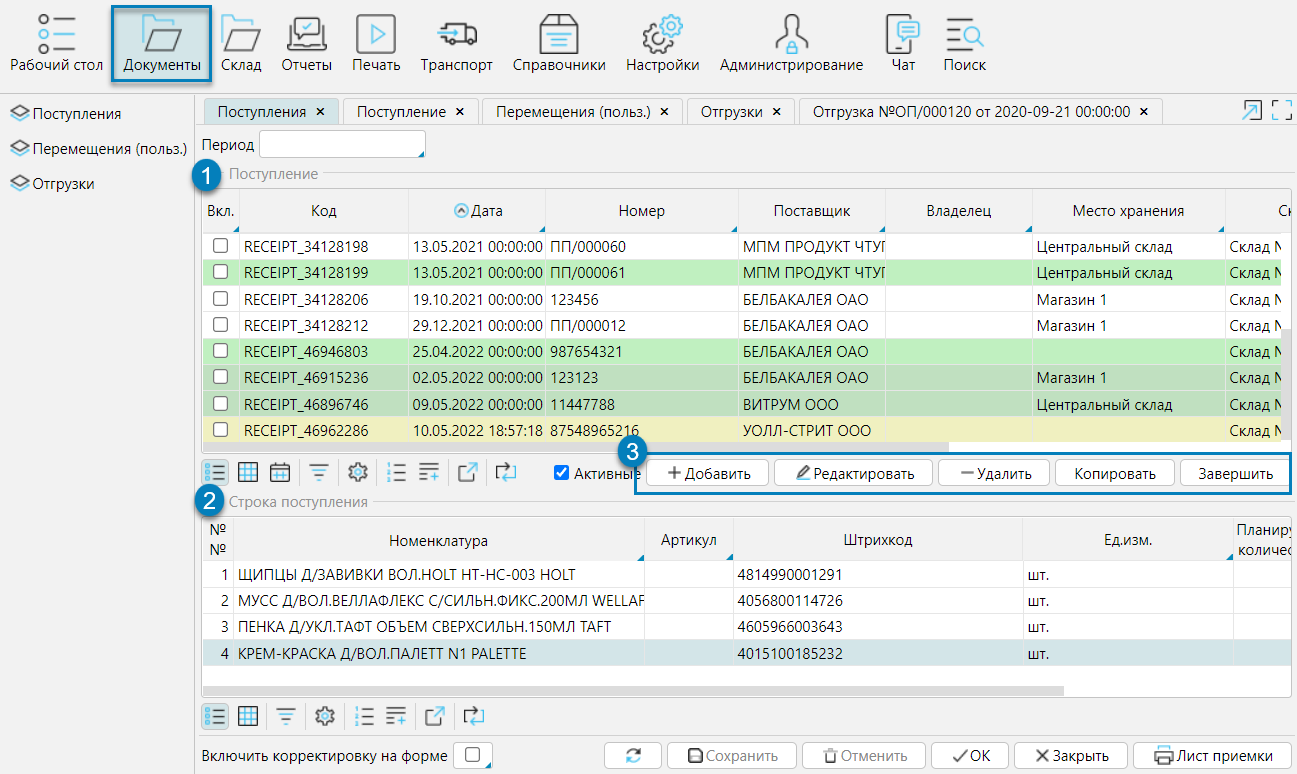 Рабочий стол Документы Склад Отчеты Печать Транспорт Справочники Настройки Администрирование Чат Поиск
Поступления
Перемещения (польз.)
Отгрузки
Поступления × Поступление × Перемещения (польз.) × Отгрузки × Отгрузка №ОП/000120 от 2020-09-21 00:00:00 ×
Период
1 Поступление
Вкл. Код Дата Номер Поставщик Владелец Место хранения Ск
RECEIPT_34128198 13.05.2021 00:00:00 ПП/000060 МПМ ПРОДУКТ ЧТУП Центральный склад Склад №
RECEIPT_34128199 13.05.2021 00:00:00 ПП/000061 МПМ ПРОДУКТ ЧТУП Центральный склад Склад №
RECEIPT_34128206 19.10.2021 00:00:00 123456 БЕЛБАКАЛЕЯ ОАО Магазин 1 Склад №
RECEIPT_34128212 29.12.2021 00:00:00 ПП/000012 БЕЛБАКАЛЕЯ ОАО Магазин 1 Склад №
RECEIPT_46946803 25.04.2022 00:00:00 987654321 БЕЛБАКАЛЕЯ ОАО Склад №
RECEIPT_46915236 02.05.2022 00:00:00 123123 БЕЛБАКАЛЕЯ ОАО Магазин 1 Склад №
RECEIPT_46896746 09.05.2022 00:00:00 11447788 ВИТРУМ ООО Центральный склад Склад №
RECEIPT_46962286 10.05.2022 18:57:18 87548965216 УОЛЛ-СТРИТ ООО Склад №
Активные 3 Добавить Редактировать Удалить Копировать Завершить
2 Строка поступления
№ № Номенклатура Артикул Штрихкод Ед.изм. Планиру количес
1 ЩИПЦЫ Д/ЗАВИВКИ ВОЛ.HOLT HT-HC-003 HOLT 4814990001291 шт.
2 МУСС Д/ВОЛ.ВЕЛЛАФЛЕКС С/СИЛЬН.ФИКС.200МЛ WELLAF 4056800114726 шт.
3 ПЕНКА Д/УКЛ.ТАФТ ОБЪЕМ СВЕРХСИЛЬН.150МЛ TAFT 4605966003643 шт.
4 КРЕМ-КРАСКА Д/ВОЛ.ПАЛЕТТ N1 PALETTE 4015100185232 шт.
Включить корректировку на форме Сохранить Отменить OK Закрыть Лист приемки